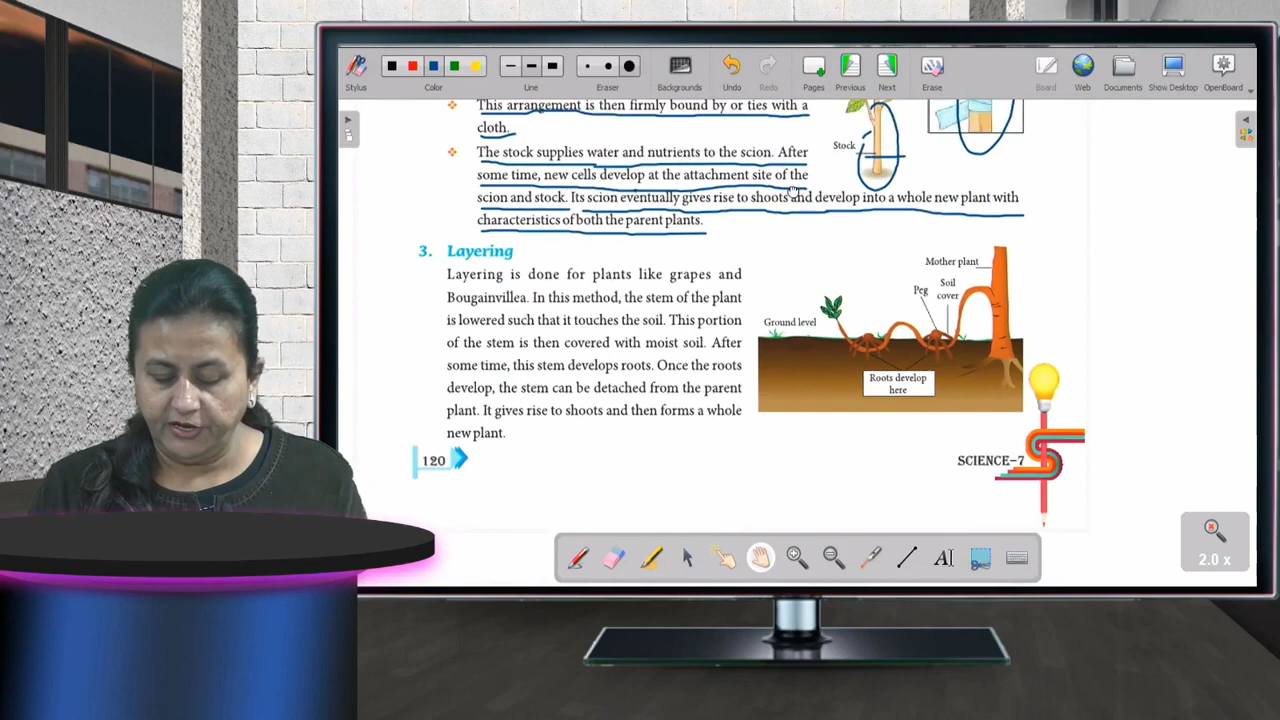 Stylus
Color
Line
Eraser
Backgrounds
Undo
Redo
Pages
Previous
Next
Erase
Board
Web
Documents
Show Desktop
OpenBoard
❖ This arrangement is then firmly bound by or ties with a
cloth.
❖ The stock supplies water and nutrients to the scion. After
some time, new cells develop at the attachment site of the
scion and stock. Its scion eventually gives rise to shoots and develop into a whole new plant with
characteristics of both the parent plants.
Stock
3. Layering
Layering is done for plants like grapes and
Bougainvillea. In this method, the stem of the plant
is lowered such that it touches the soil. This portion
of the stem is then covered with moist soil. After
some time, this stem develops roots. Once the roots
develop, the stem can be detached from the parent
plant. It gives rise to shoots and then forms a whole
new plant.
Mother plant
Peg
Soil
cover
Ground level
Roots develop
here
120
SCIENCE–7
AI
2.0 x